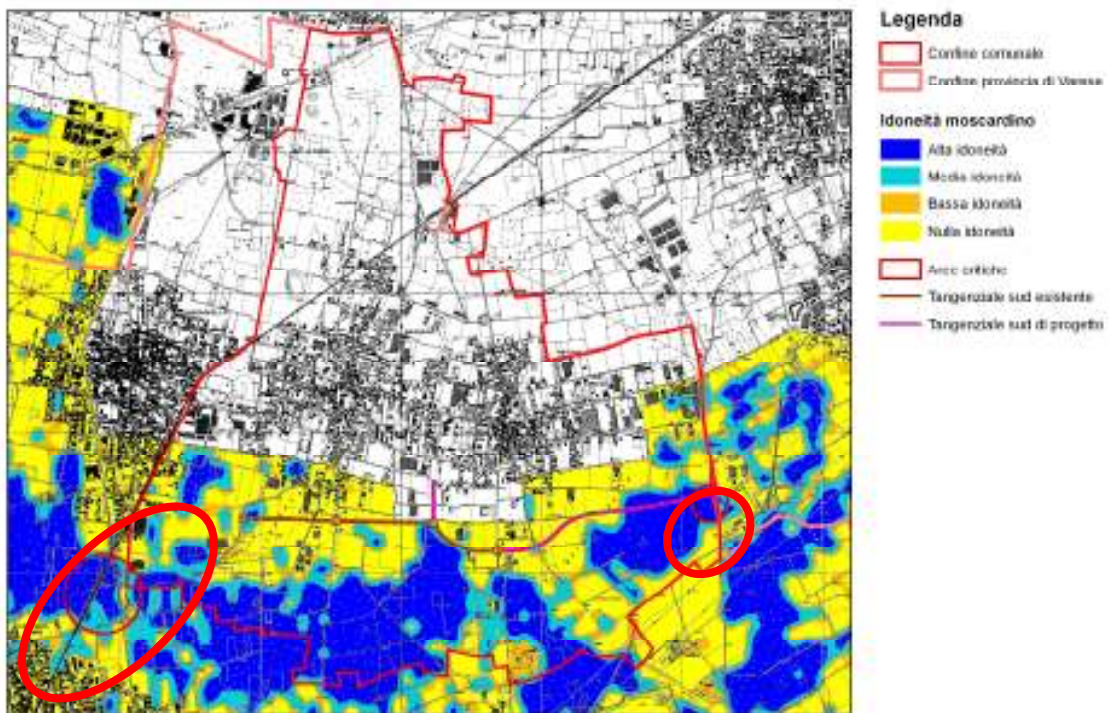 Legenda
Confine comunale
Confine provincia di Varese
Idoneità moscardino
Alta idoneità
Media idoneità
Bassa idoneità
Nulla idoneità
Aree critiche
Tangenziale sud esistente
Tangenziale sud di progetto